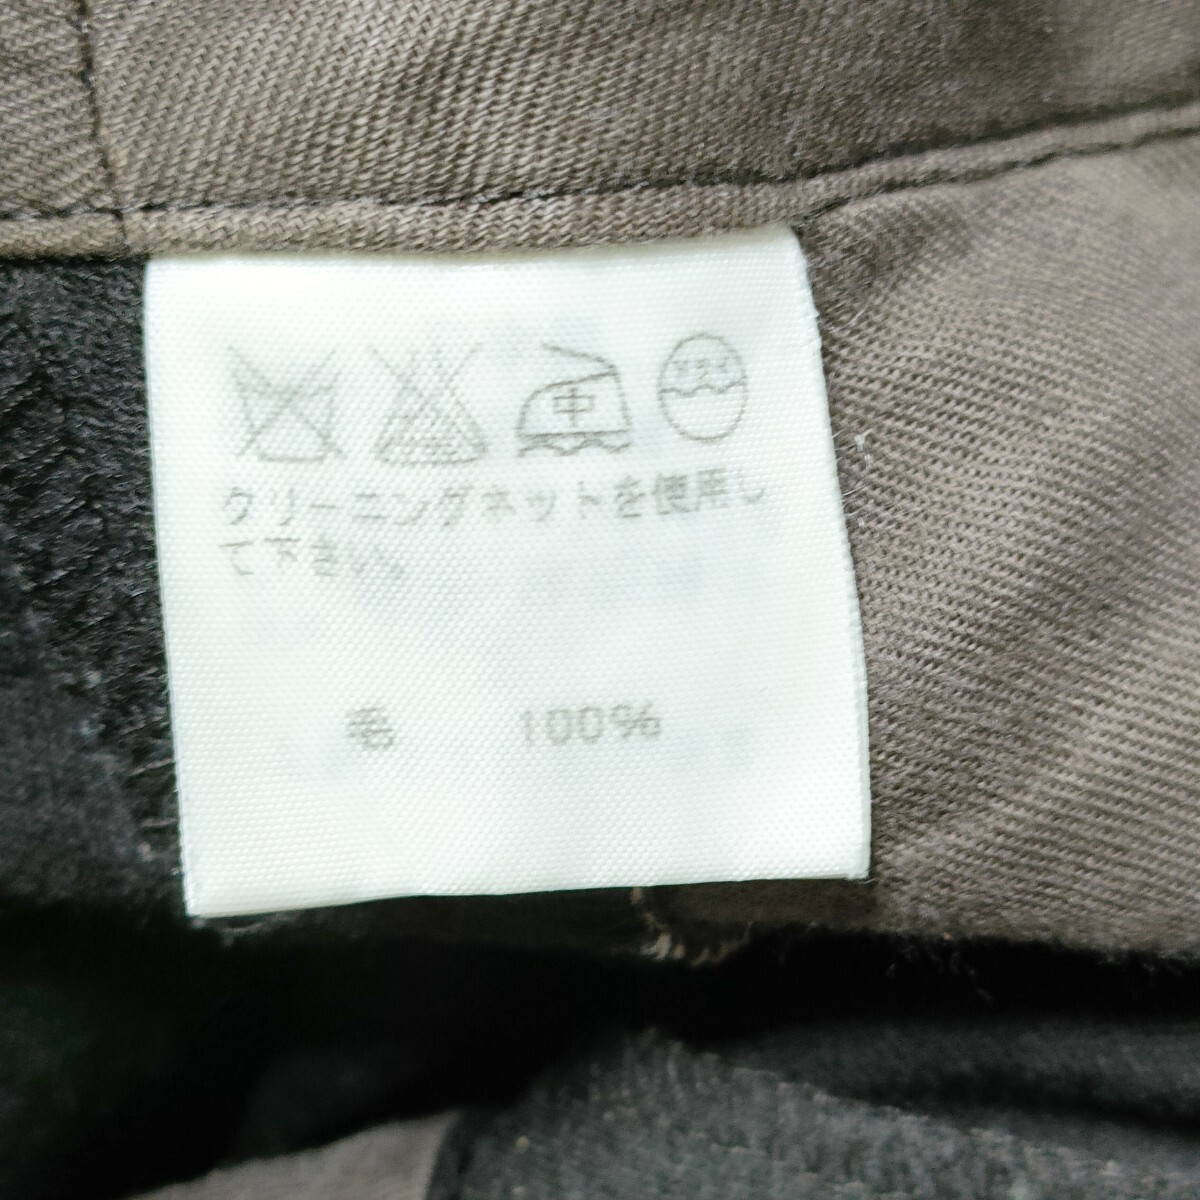 中
クリーニングネットを使用し
て下さい。
毛 100%